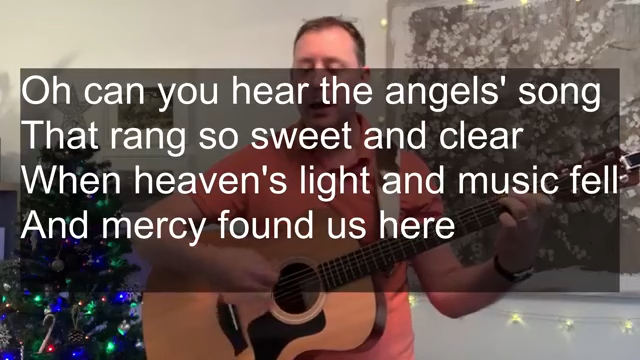 Oh can you hear the angels' song
That rang so sweet and clear
When heaven's light and music fell
And mercy found us here